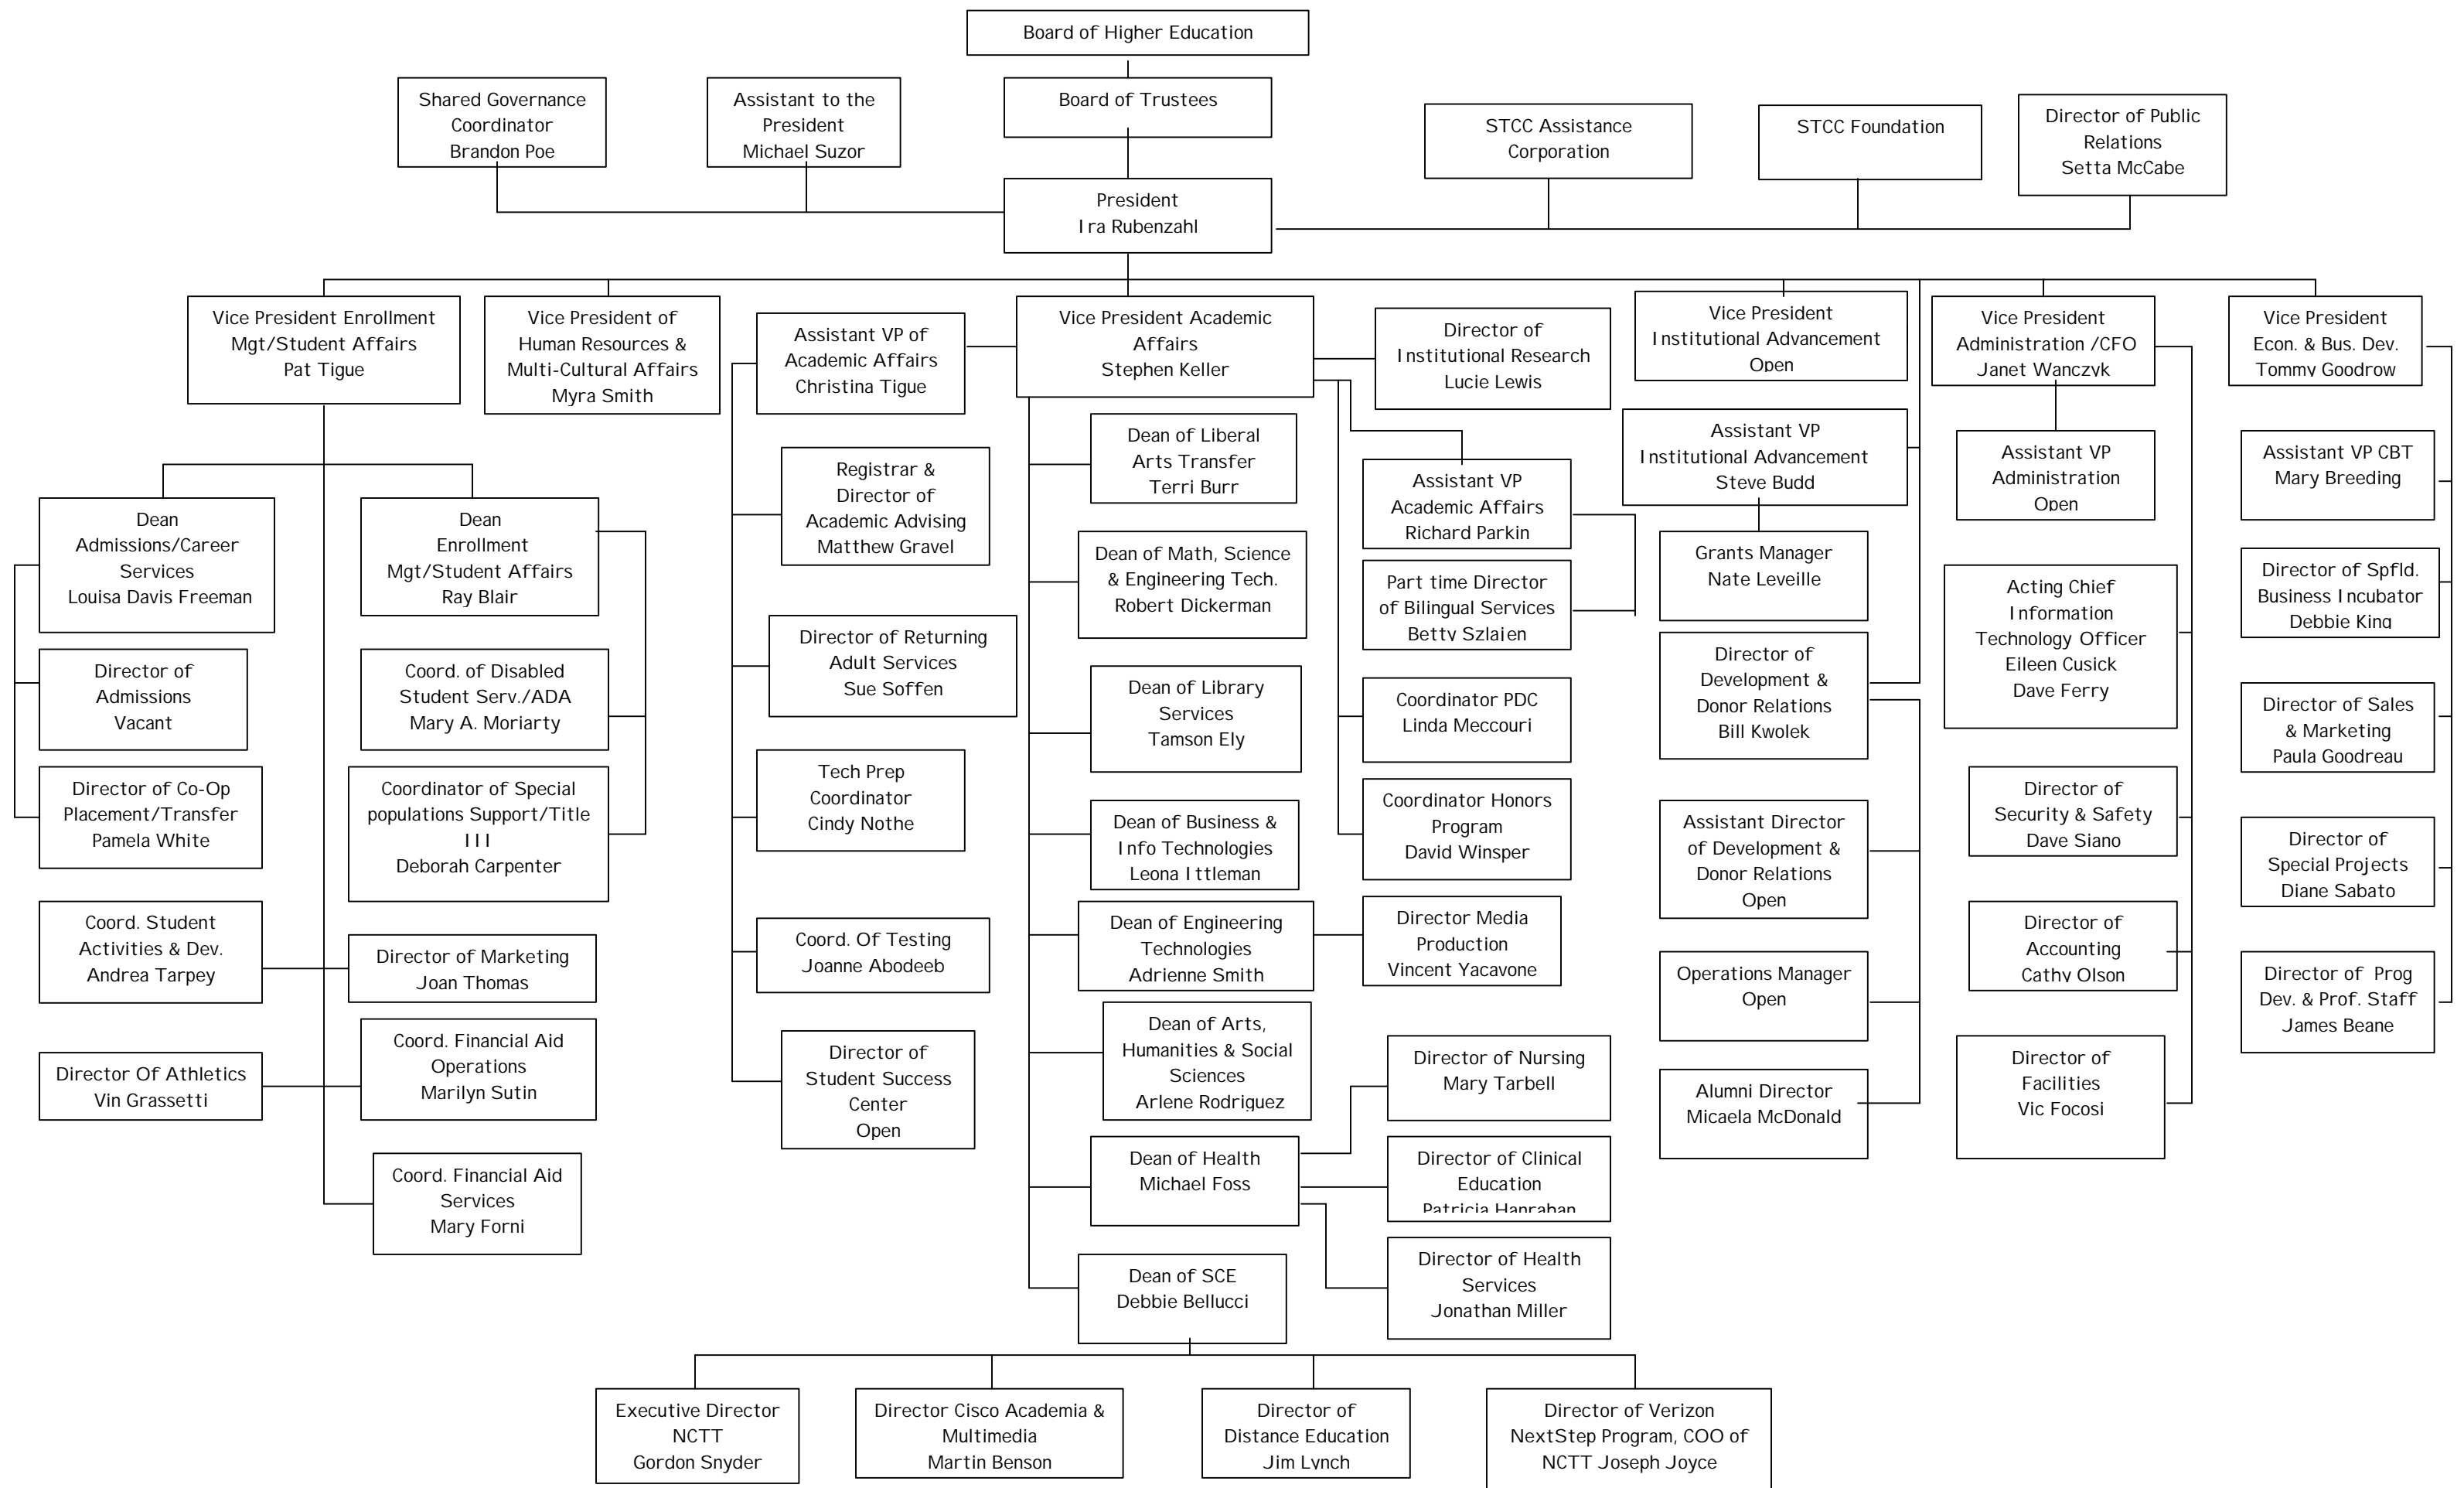 Board of Higher Education
Shared Governance
Coordinator
Brandon Poe
Assistant to the
President
Michael Suzor
Board of Trustees
STCC Assistance
Corporation
STCC Foundation
Director of Public
Relations
Setta McCabe
President
Ira Rubenzahl
Vice President Enrollment
Mgt/Student Affairs
Pat Tigue
Vice President of
Human Resources &
Multi-Cultural Affairs
Myra Smith
Assistant VP of
Academic Affairs
Christina Tigue
Vice President Academic
Affairs
Stephen Keller
Director of
Institutional Research
Lucie Lewis
Vice President
Institutional Advancement
Open
Vice President
Administration /CFO
Janet Wanczyk
Vice President
Econ. & Bus. Dev.
Tommy Goodrow
Dean
Admissions/Career
Services
Louisa Davis Freeman
Dean
Enrollment
Mgt/Student Affairs
Ray Blair
Registrar &
Director of
Academic Advising
Matthew Gravel
Dean of Liberal
Arts Transfer
Terri Burr
Assistant VP
Academic Affairs
Richard Parkin
Assistant VP
Institutional Advancement
Steve Budd
Assistant VP
Administration
Open
Assistant VP CBT
Mary Breeding
Dean of Math, Science
& Engineering Tech.
Robert Dickerman
Part time Director
of Bilingual Services
Betty Szlajen
Grants Manager
Nate Leveille
Acting Chief
Information
Technology Officer
Eileen Cusick
Dave Ferry
Director of Spfld.
Business Incubator
Debbie King
Director of
Admissions
Vacant
Coord. of Disabled
Student Serv./ADA
Mary A. Moriarty
Director of Returning
Adult Services
Sue Soffen
Dean of Library
Services
Tamson Ely
Coordinator PDC
Linda Meccouri
Director of
Development &
Donor Relations
Bill Kwolek
Director of Sales
& Marketing
Paula Goodreau
Director of Co-Op
Placement/Transfer
Pamela White
Coordinator of Special
populations Support/Title
III
Deborah Carpenter
Tech Prep
Coordinator
Cindy Nothe
Dean of Business &
Info Technologies
Leona Ittleman
Coordinator Honors
Program
David Winsper
Assistant Director
of Development &
Donor Relations
Open
Director of
Security & Safety
Dave Siano
Director of
Special Projects
Diane Sabato
Coord. Student
Activities & Dev.
Andrea Tarpey
Director of Marketing
Joan Thomas
Coord. Of Testing
Joanne Abodeeb
Dean of Engineering
Technologies
Adrienne Smith
Director Media
Production
Vincent Yacavone
Operations Manager
Open
Director of
Accounting
Cathy Olson
Director of Prog
Dev. & Prof. Staff
James Beane
Director Of Athletics
Vin Grassetti
Coord. Financial Aid
Operations
Marilyn Sutin
Director of
Student Success
Center
Open
Dean of Arts,
Humanities & Social
Sciences
Arlene Rodriguez
Director of Nursing
Mary Tarbell
Alumni Director
Micaela McDonald
Director of
Facilities
Vic Focosi
Coord. Financial Aid
Services
Mary Forni
Dean of Health
Michael Foss
Director of Clinical
Education
Patricia Hanrahan
Dean of SCE
Debbie Bellucci
Director of Health
Services
Jonathan Miller
Executive Director
NCTT
Gordon Snyder
Director Cisco Academia &
Multimedia
Martin Benson
Director of
Distance Education
Jim Lynch
Director of Verizon
NextStep Program, COO of
NCTT Joseph Joyce